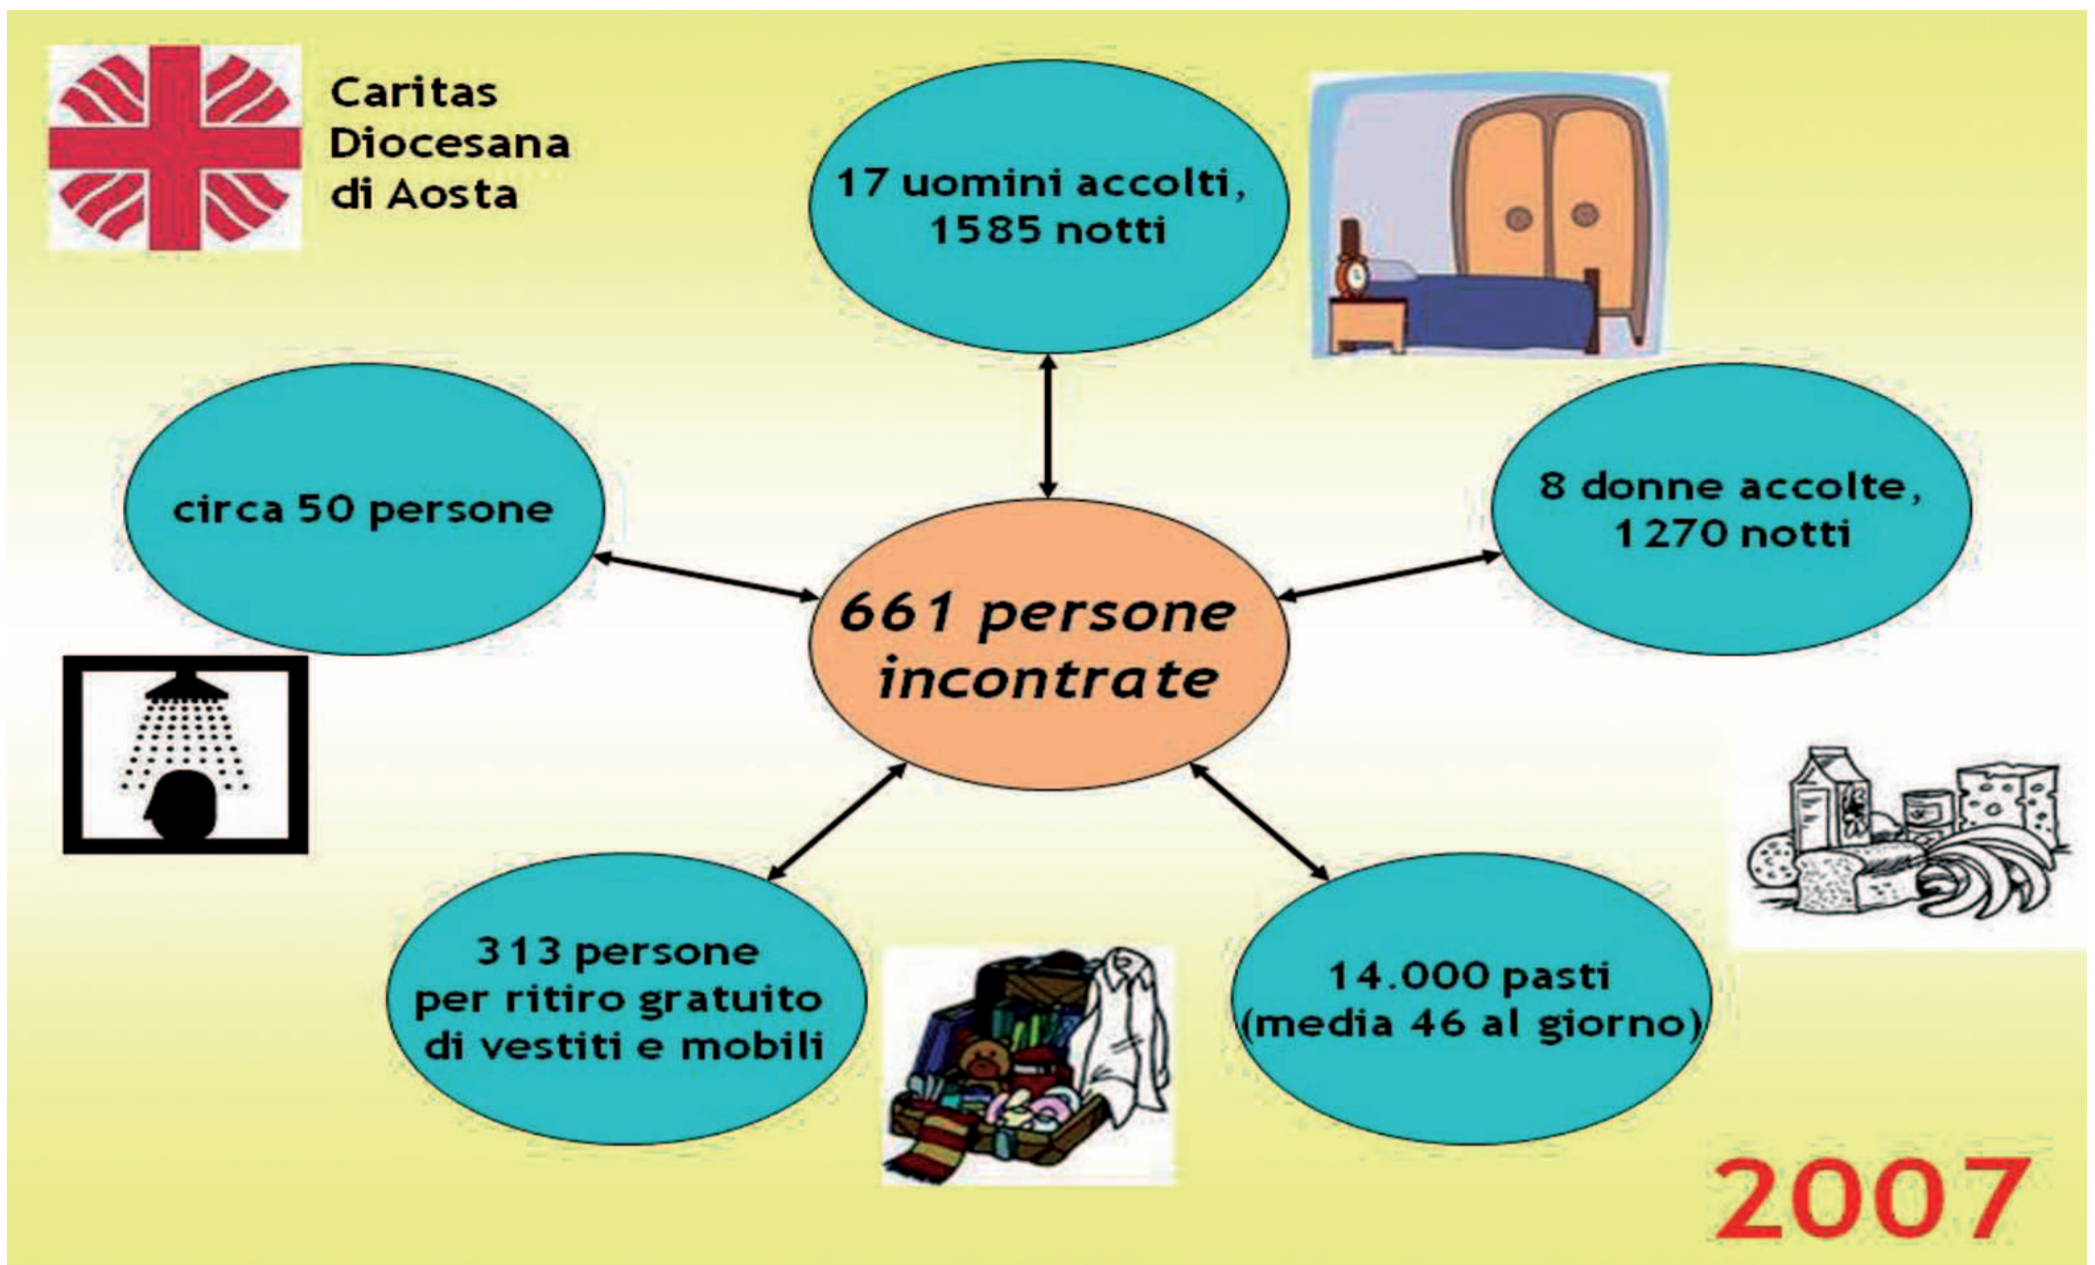 Caritas
Diocesana
di Aosta
17 uomini accolti,
1585 notti
circa 50 persone
8 donne accolte,
1270 notti
661 persone
incontrate
313 persone
per ritiro gratuito
di vestiti e mobili
14.000 pasti
(media 46 al giorno)
2007